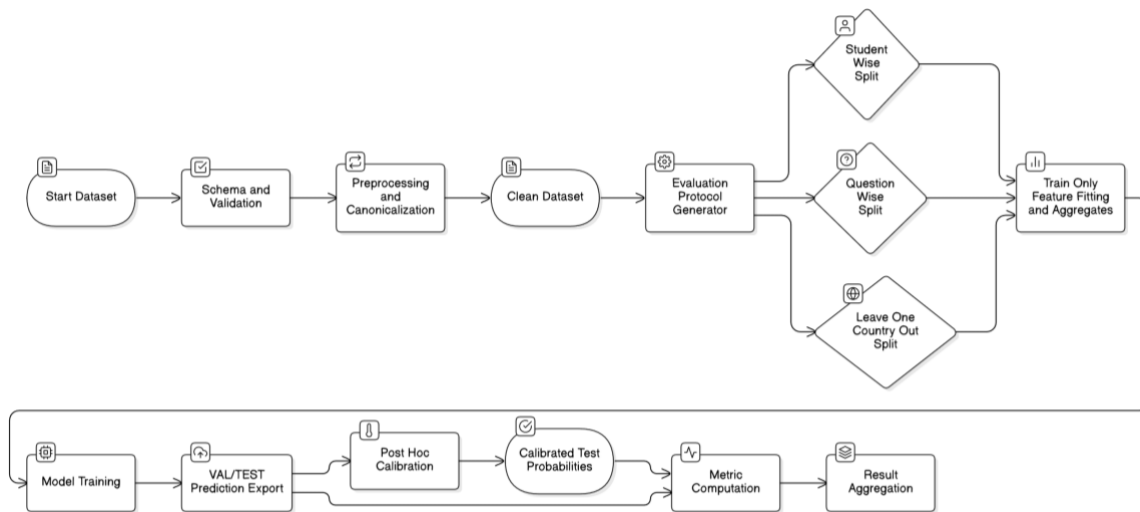 Start Dataset
Schema and
Validation
Preprocessing
and
Canonicalization
Clean Dataset
Evaluation
Protocol
Generator
Student
Wise
Split
Question
Wise
Split
Leave One
Country Out
Split
Train Only
Feature Fitting
and Aggregates
Model Training
VAL/TEST
Prediction Export
Post Hoc
Calibration
Calibrated Test
Probabilities
Metric
Computation
Result
Aggregation